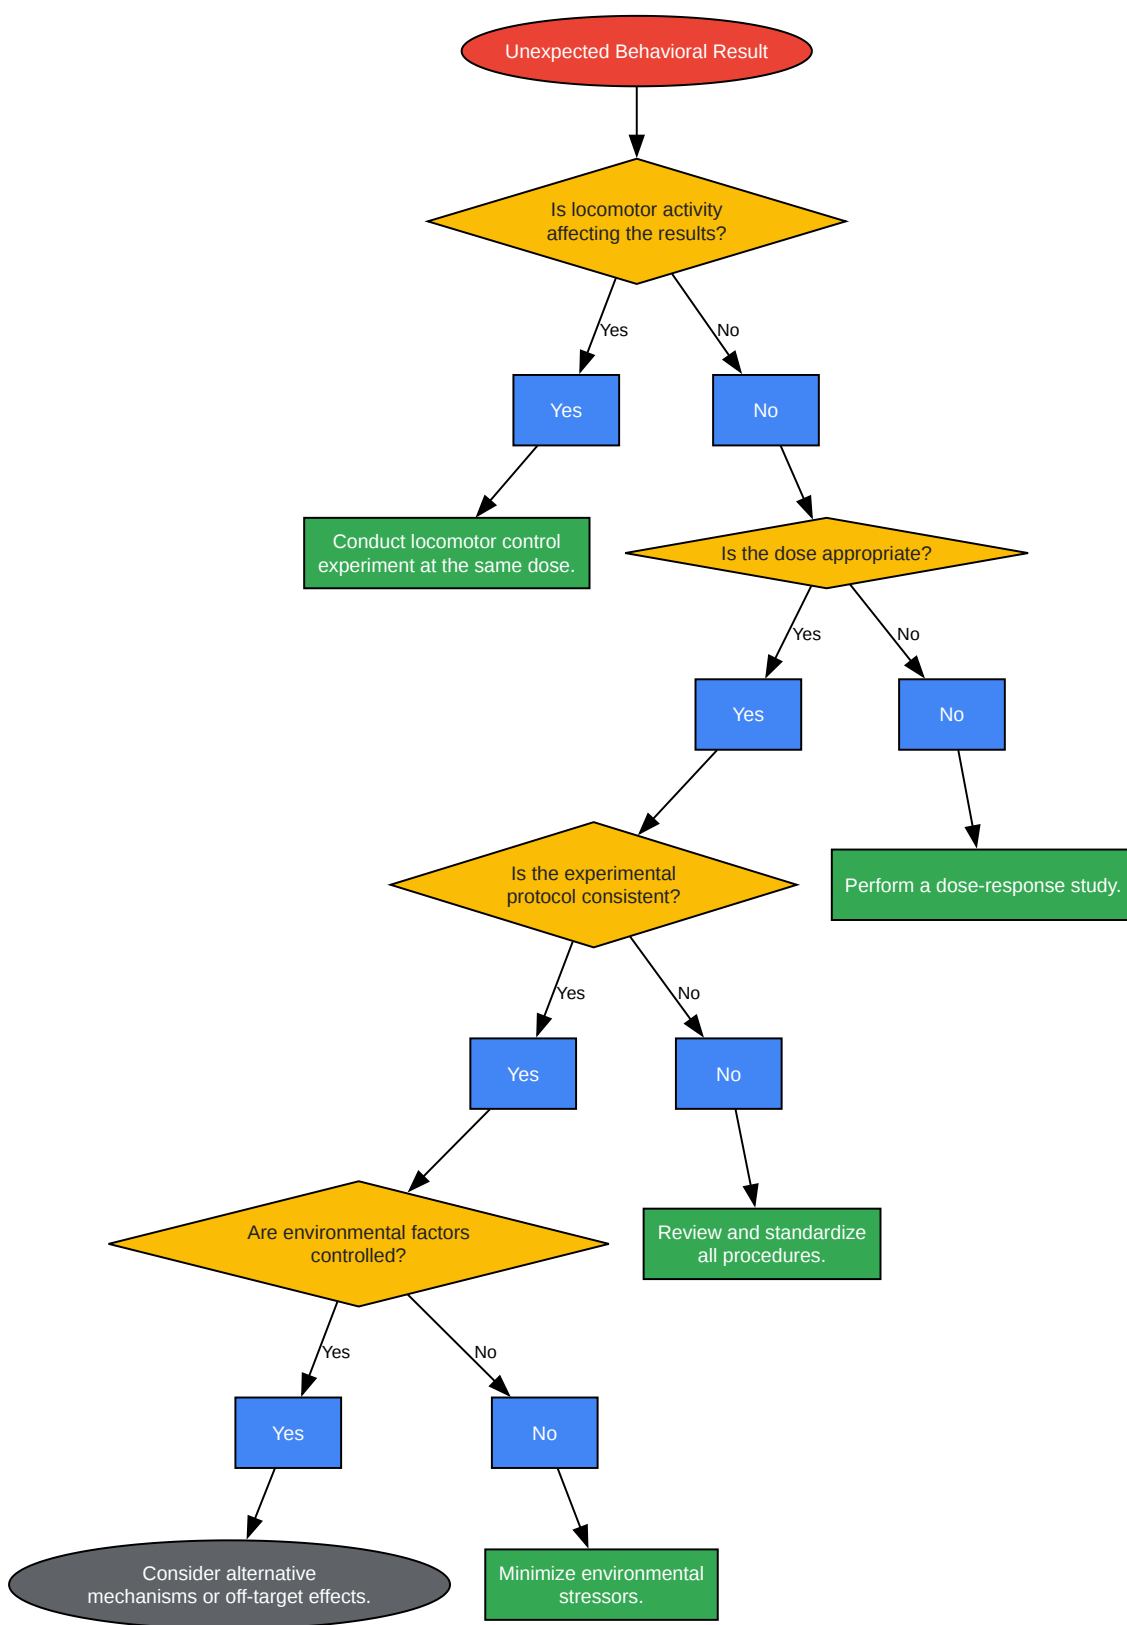 Unexpected Behavioral Result
Is locomotor activity
affecting the results?
Yes
No
Yes
No
Conduct locomotor control
experiment at the same dose.
Is the dose appropriate?
Yes
No
Yes
No
Is the experimental
protocol consistent?
Perform a dose-response study.
Yes
No
Yes
No
Are environmental factors
controlled?
Review and standardize
all procedures.
Yes
No
Yes
No
Consider alternative
mechanisms or off-target effects.
Minimize environmental
stressors.